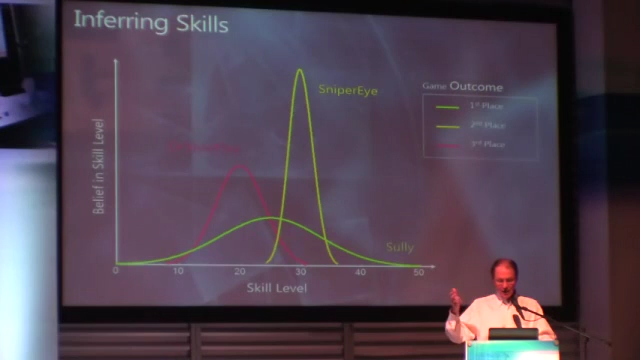 Inferring Skills
SniperEye
Game Outcome
1st Place
2nd Place
3rd Place
Belief in Skill Level
Sully
0 10 20 30 40 50
Skill Level